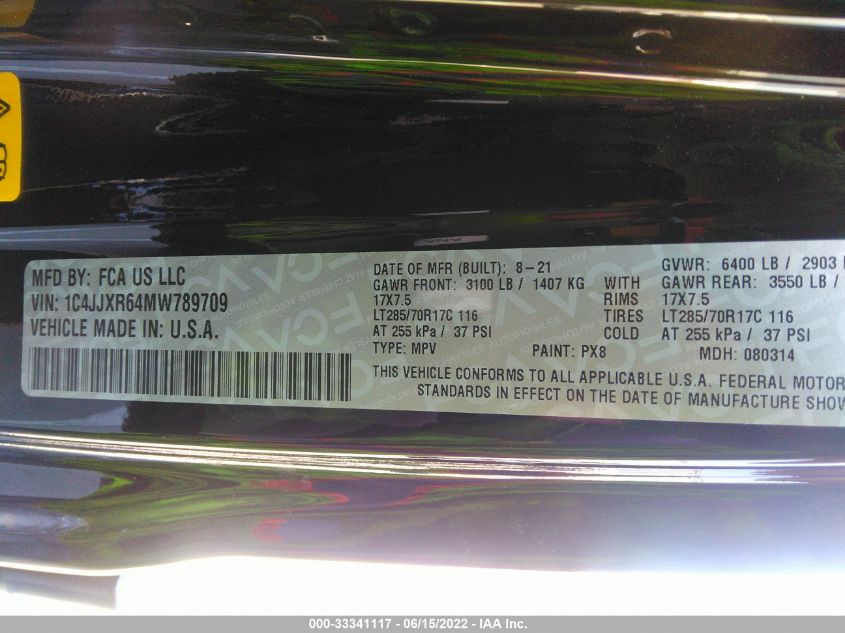 MFD BY: FCA US LLC
VIN: 1C4JJXR64MW789709
VEHICLE MADE IN: U.S.A.
DATE OF MFR (BUILT): 8-21 GVWR: 6400 LB / 2903
GAWR FRONT: 3100 LB / 1407 KG WITH GAWR REAR: 3550 LB /
17X7.5 RIMS 17X7.5
LT285/70R17C 116 TIRES LT285/70R17C 116
AT 255 kPa / 37 PSI COLD AT 255 kPa / 37 PSI
TYPE: MPV PAINT: PX8 MDH: 080314
THIS VEHICLE CONFORMS TO ALL APPLICABLE U.S.A. FEDERAL MOTOR
STANDARDS IN EFFECT ON THE DATE OF MANUFACTURE SHOW
000-33341117 - 06/15/2022 - IAA Inc.